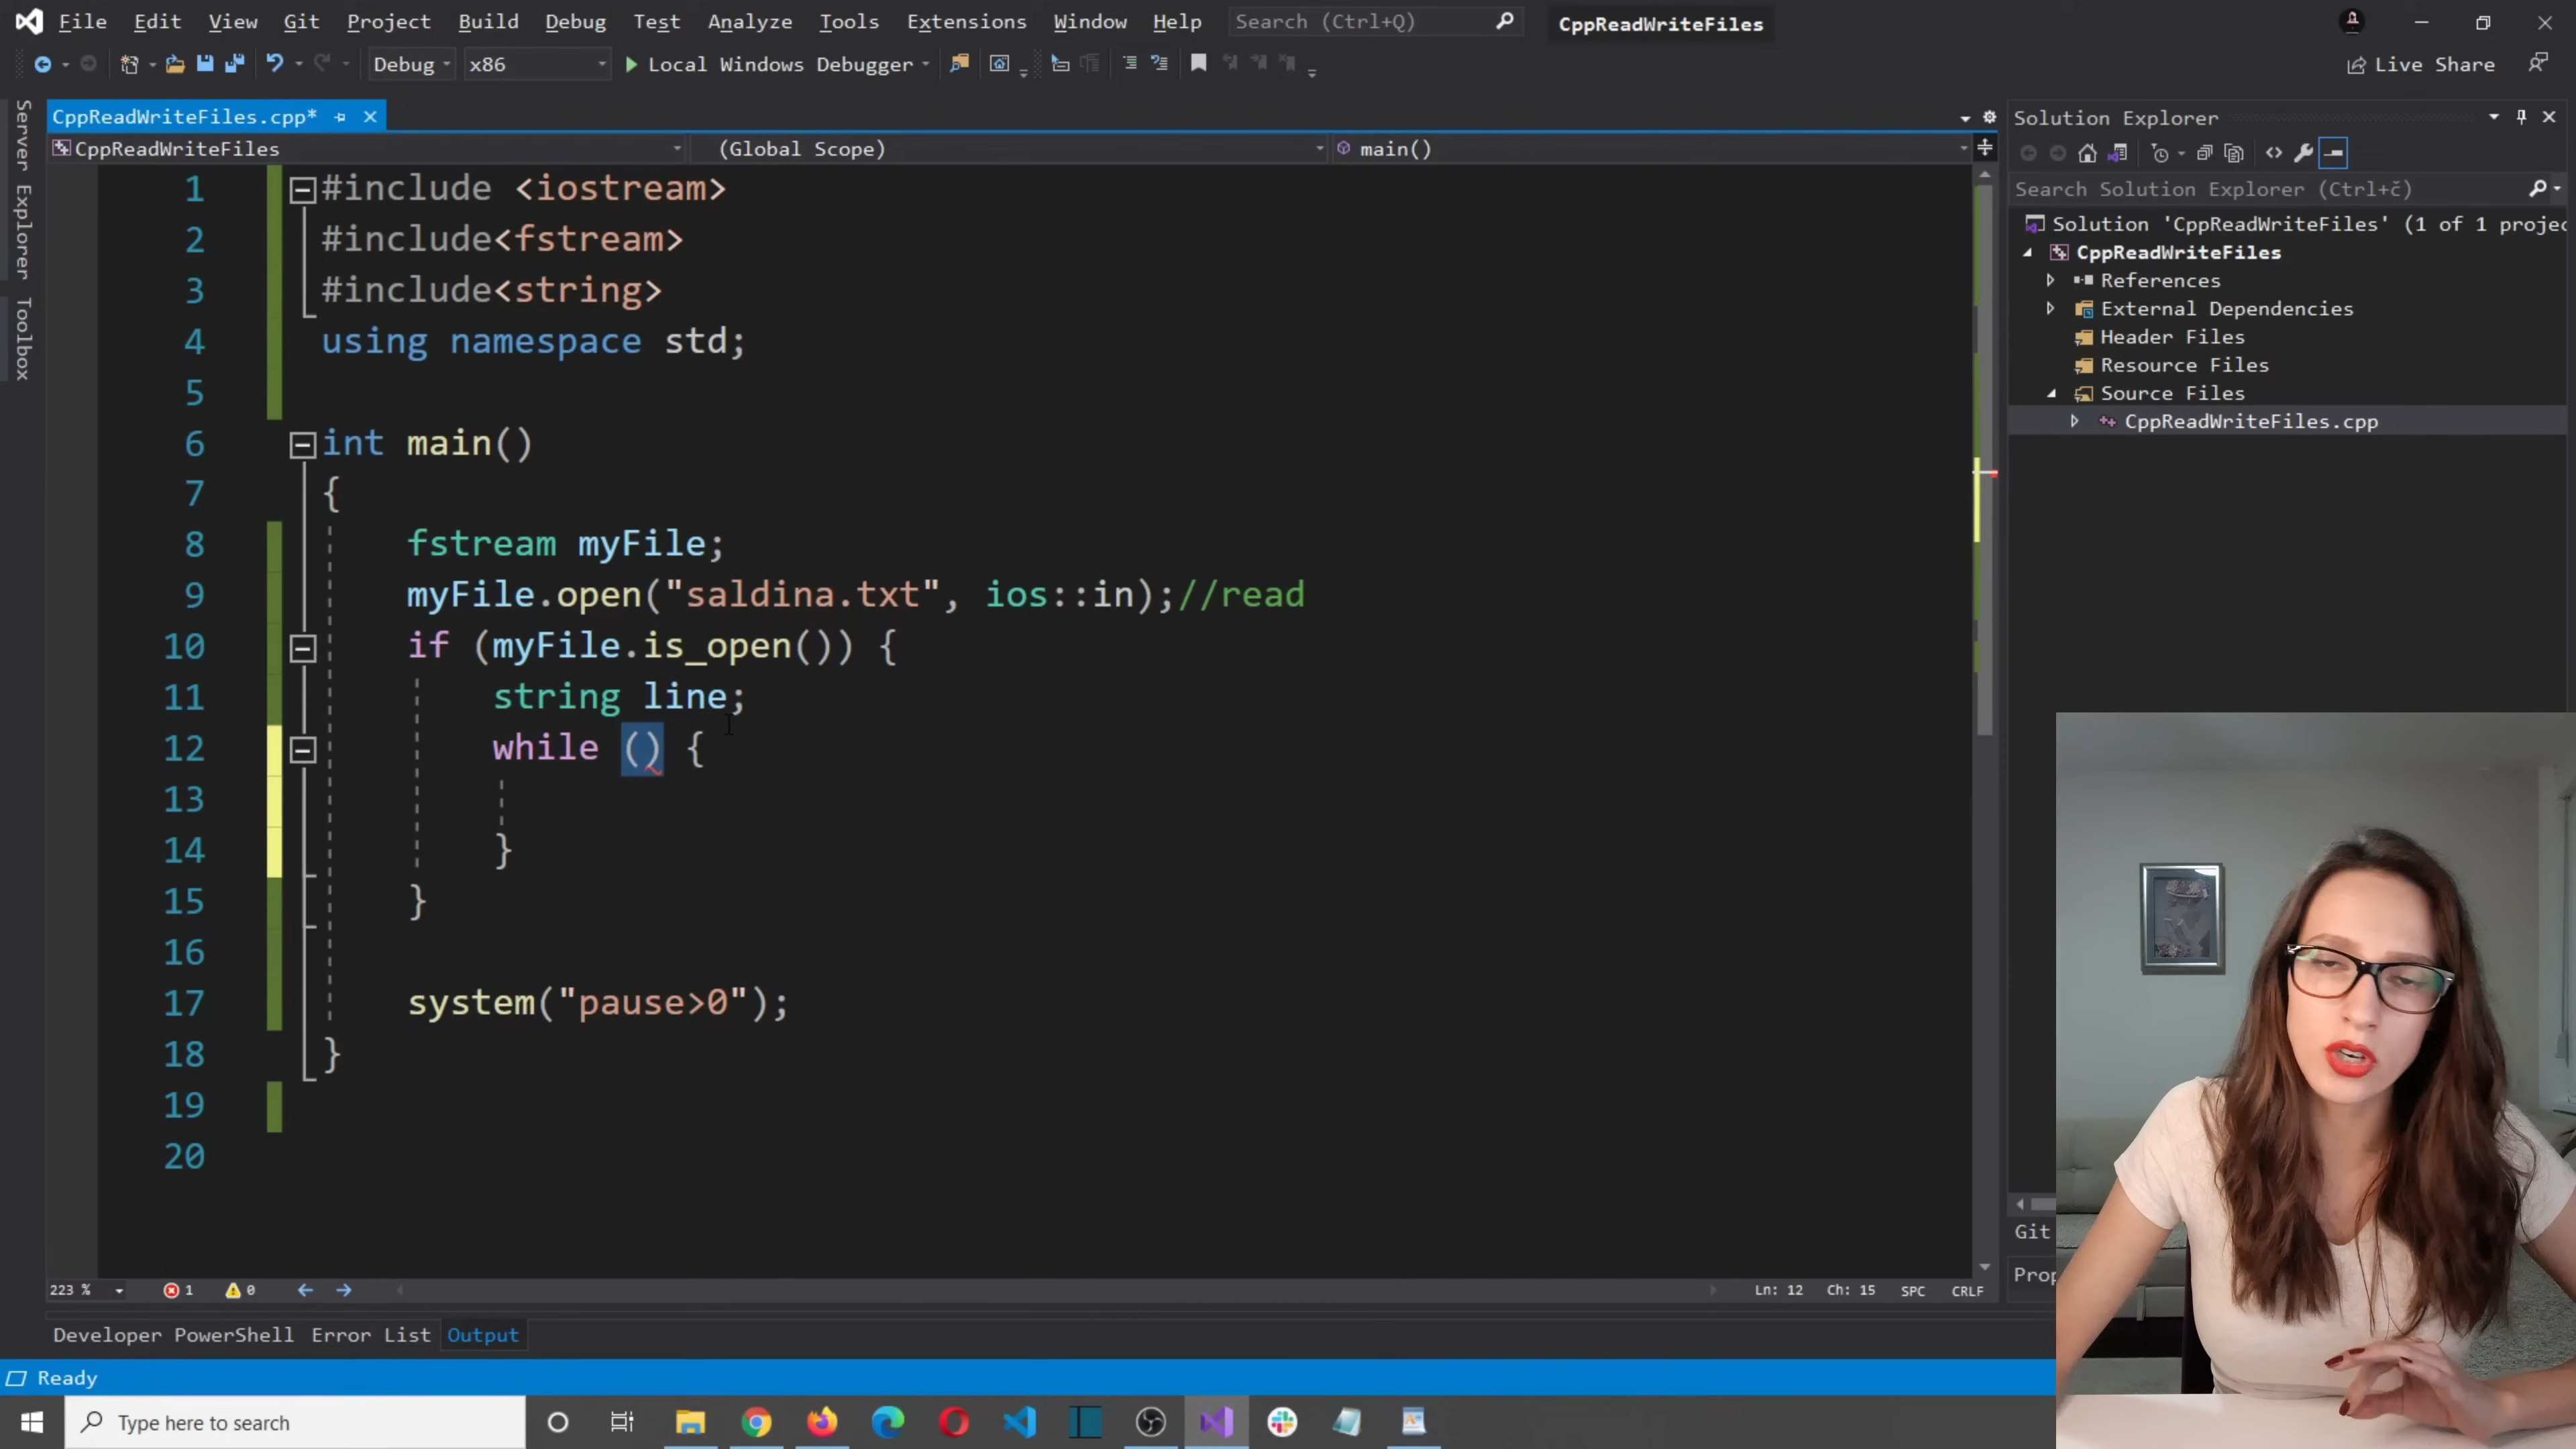 File Edit View Git Project Build Debug Test Analyze Tools Extensions Window Help Search (Ctrl+Q) CppReadWriteFiles
Debug x86 Local Windows Debugger Live Share
Server Explorer
Toolbox
CppReadWriteFiles.cpp*
CppReadWriteFiles (Global Scope) main()
1 #include <iostream>
2 #include<fstream>
3 #include<string>
4 using namespace std;
5
6 int main()
7 {
8 fstream myFile;
9 myFile.open("saldina.txt", ios::in);//read
10 if (myFile.is_open()) {
11 string line;
12 while () {
13
14 }
15 }
16
17 system("pause>0");
18 }
19
20
223 % 1 0 Ln: 12 Ch: 15 SPC CRLF
Developer PowerShell Error List Output
Ready
Type here to search
Solution Explorer
Search Solution Explorer (Ctrl+č)
Solution 'CppReadWriteFiles' (1 of 1 projec
CppReadWriteFiles
References
External Dependencies
Header Files
Resource Files
Source Files
CppReadWriteFiles.cpp
Git
Prop